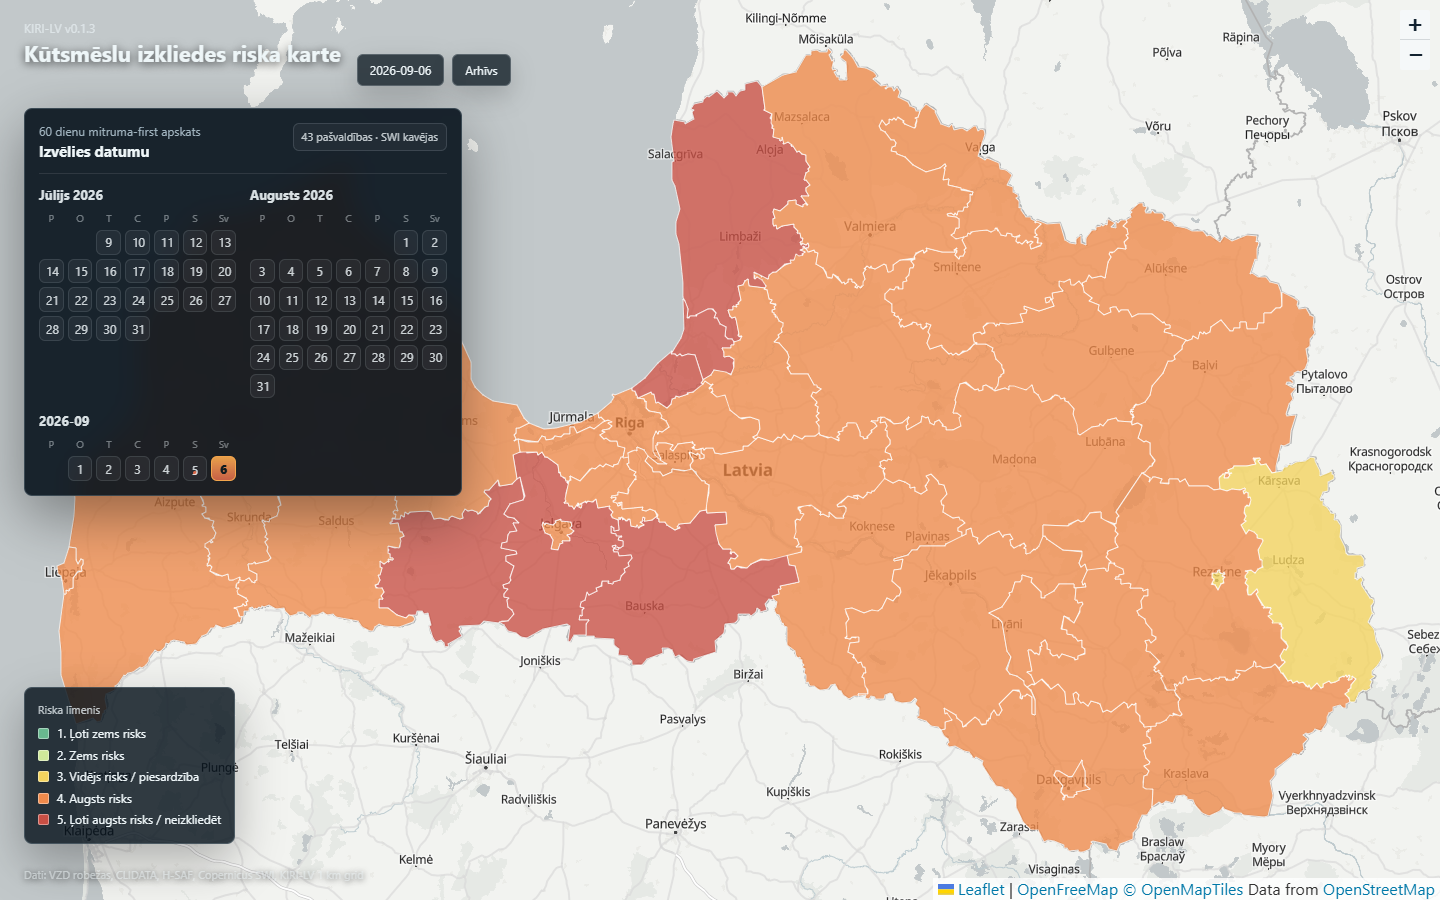 KIRI-LV v0.1.3
Kūtsmēslu izkliedes riska karte
2026-09-06
Arhīvs
60 dienu mitruma-first apskats
Izvēlies datumu
43 pašvaldības · SWI kavējas
Jūlijs 2026
P O T C P S Sv
9 10 11 12 13
14 15 16 17 18 19 20
21 22 23 24 25 26 27
28 29 30 31
Augusts 2026
P O T C P S Sv
1 2
3 4 5 6 7 8 9
10 11 12 13 14 15 16
17 18 19 20 21 22 23
24 25 26 27 28 29 30
31
2026-09
P O T C P S Sv
1 2 3 4 5 6
Riska līmenis
1. Ļoti zems risks
2. Zems risks
3. Vidējs risks / piesardzība
4. Augsts risks
5. Ļoti augsts risks / neizkliedēt
+
−
Kilingi-Nõmme
Mõisaküla
Räpina
Põlva
Võru
Pechory
Печоры
Pskov
Псков
Mazsalaca
Salacgrīva
Aloja
Valga
Limbaži
Valmiera
Smiltene
Alūksne
Ostrov
Остров
Gulbene
Balvi
Pytalovo
Пыталово
Jūrmala
Rīga
Lubāna
Latvia
Madona
Krasnogorodsk
Красногородск
Kārsava
Aizpute
Skrunda
Saldus
Jelgava
Koknese
Pļaviņas
Ludza
Rēzekne
Liepāja
Jēkabpils
Bauska
Līvāni
Mažeikiai
Joniškis
Biržai
Pasvalys
Telšiai
Kuršėnai
Šiauliai
Rokiškis
Plungė
Radviliškis
Kupiškis
Daugavpils
Krāslava
Vyerkhnyadzvinsk
Верхнядзвінск
Klaipėda
Panevėžys
Zarasai
Braslaw
Браслаў
Myory
Мёры
Kelmė
Visaginas
Leaflet | OpenFreeMap © OpenMapTiles Data from OpenStreetMap